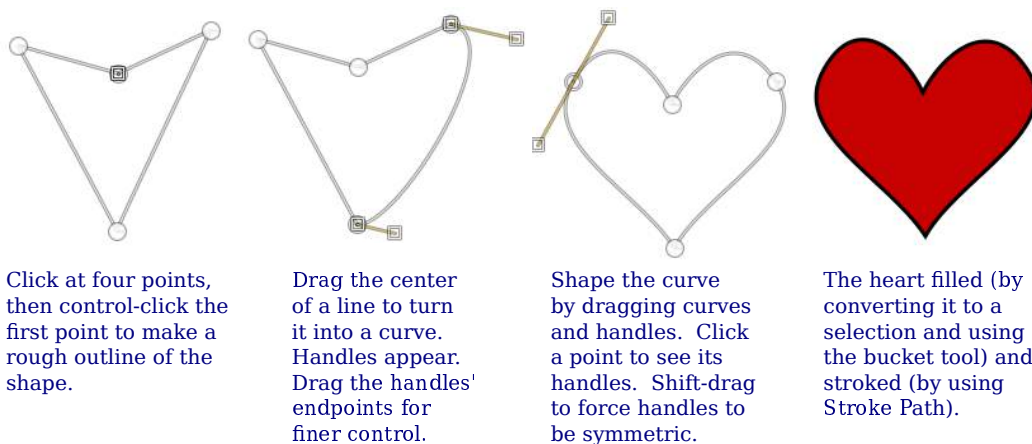 Click at four points,
then control-click the
first point to make a
rough outline of the
shape.
Drag the center
of a line to turn
it into a curve.
Handles appear.
Drag the handles'
endpoints for
finer control.
Shape the curve
by dragging curves
and handles.  Click
a point to see its
handles.  Shift-drag
to force handles to
be symmetric.
The heart filled (by
converting it to a
selection and using
the bucket tool) and
stroked (by using
Stroke Path).